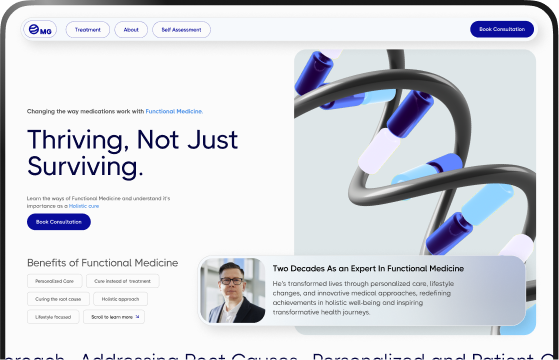 MG
Treatment
About
Self Assessment
Book Consultation
Changing the way medications work with Functional Medicine.
Thriving, Not Just
Surviving.
Learn the ways of Functional Medicine and understand it's
importance as a Holistic cure
Book Consultation
Benefits of Functional Medicine
Personalized Care
Cure instead of treatment
Curing the root cause
Holistic approach
Lifestyle focused
Scroll to learn more
Two Decades As an Expert In Functional Medicine
He's transformed lives through personalized care, lifestyle
changes, and innovative medical approaches, redefining
achievements in holistic well-being and inspiring
transformative health journeys.
proach Addressing Root Causes Personalized and Patient C